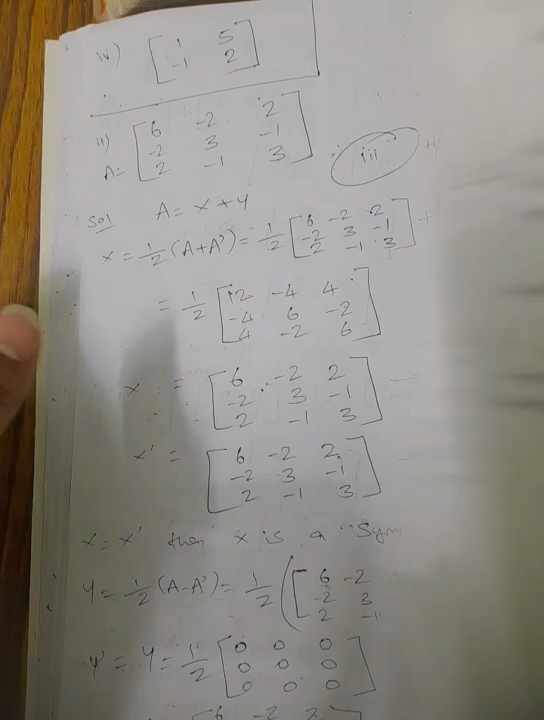 iv) [1 5
-1 2]
ii) A= [6 -2 2
-2 3 -1
2 -1 3]
iii
Sol A= x+y
x = 1/2 (A+A') = 1/2 [6 -2 2
-2 3 -1
2 -1 3] +
= 1/2 [12 -4 4
-4 6 -2
4 -2 6]
x = [6 -2 2
-2 3 -1
2 -1 3]
x' = [6 -2 2
-2 3 -1
2 -1 3]
x=x' then x is a "Sym
y= 1/2 (A-A') = 1/2 ([6 -2
-2 3
2 -1
y' = y = 1/2 [0 0 0
0 0 0
0 0 0]
6 -2 2